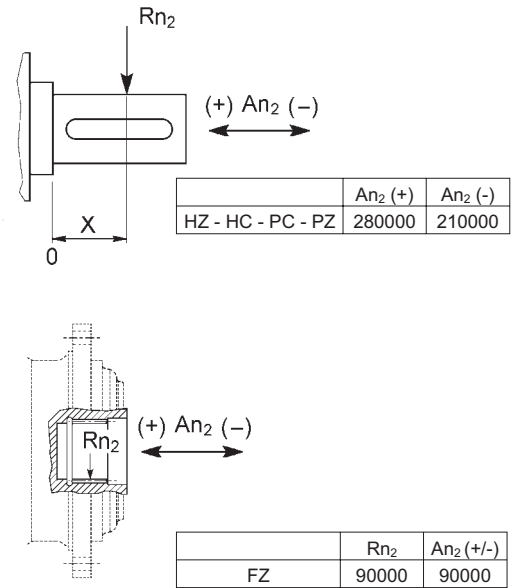 Rn2
(+) An2 (–)
An2 (+) An2 (-)
HZ - HC - PC - PZ 280000 210000
X
0
(+) An2 (–)
Rn2
Rn2 An2 (+/-)
FZ 90000 90000